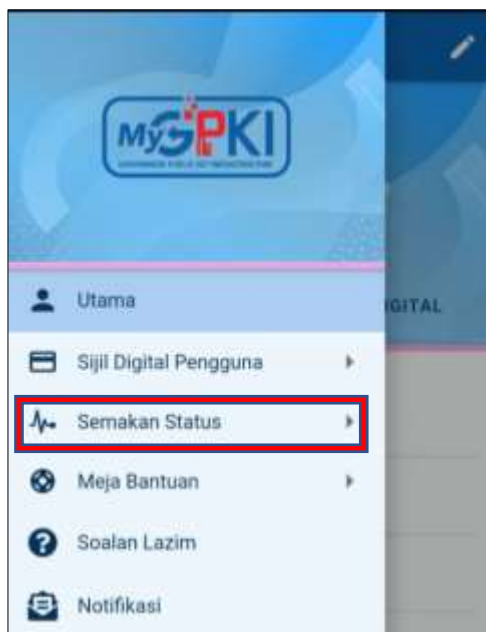 MyGPKI
Utama
IGITAL
Sijil Digital Pengguna
Semakan Status
Meja Bantuan
Soalan Lazim
Notifikasi